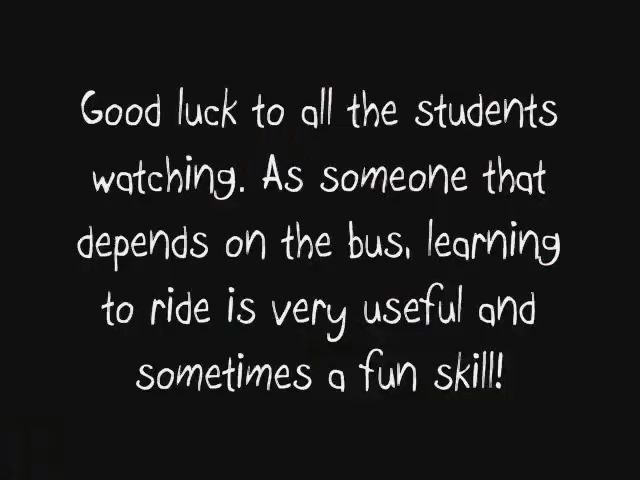 Good luck to all the students
watching. As someone that
depends on the bus, learning
to ride is very useful and
sometimes a fun skill!